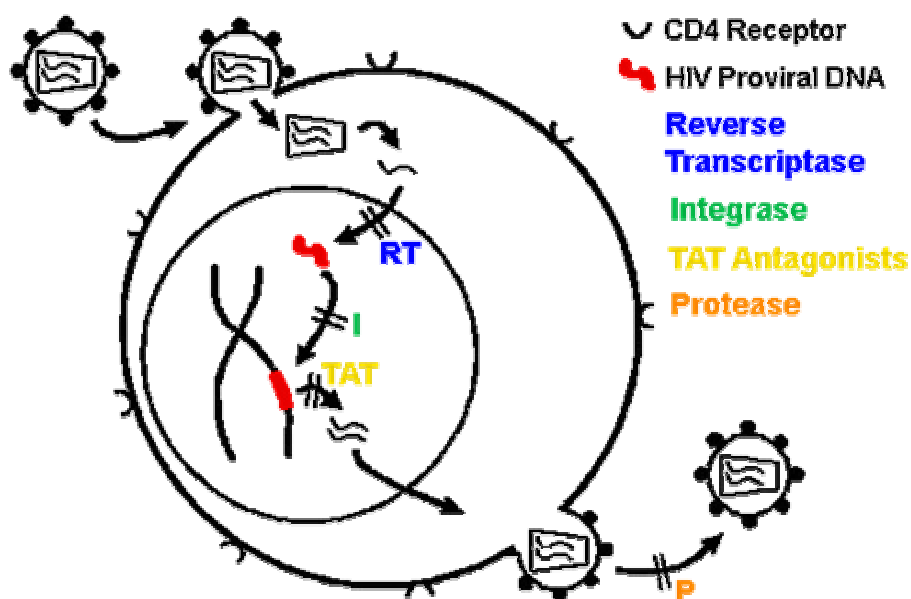 CD4 Receptor
HIV Proviral DNA
Reverse
Transcriptase
Integrase
TAT Antagonists
Protease
RT
I
TAT
P